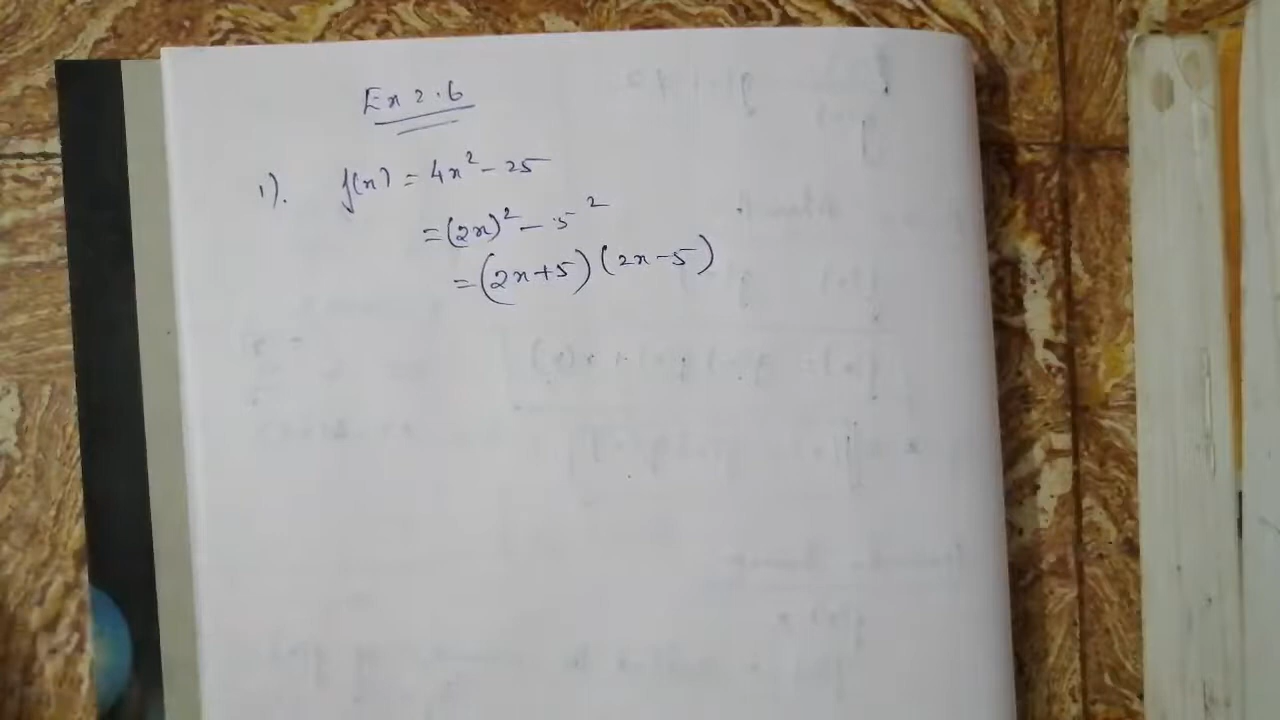 Ex 2.6
1). f(x) = 4x² - 25
= (2x)² - 5²
= (2x+5) (2x-5)